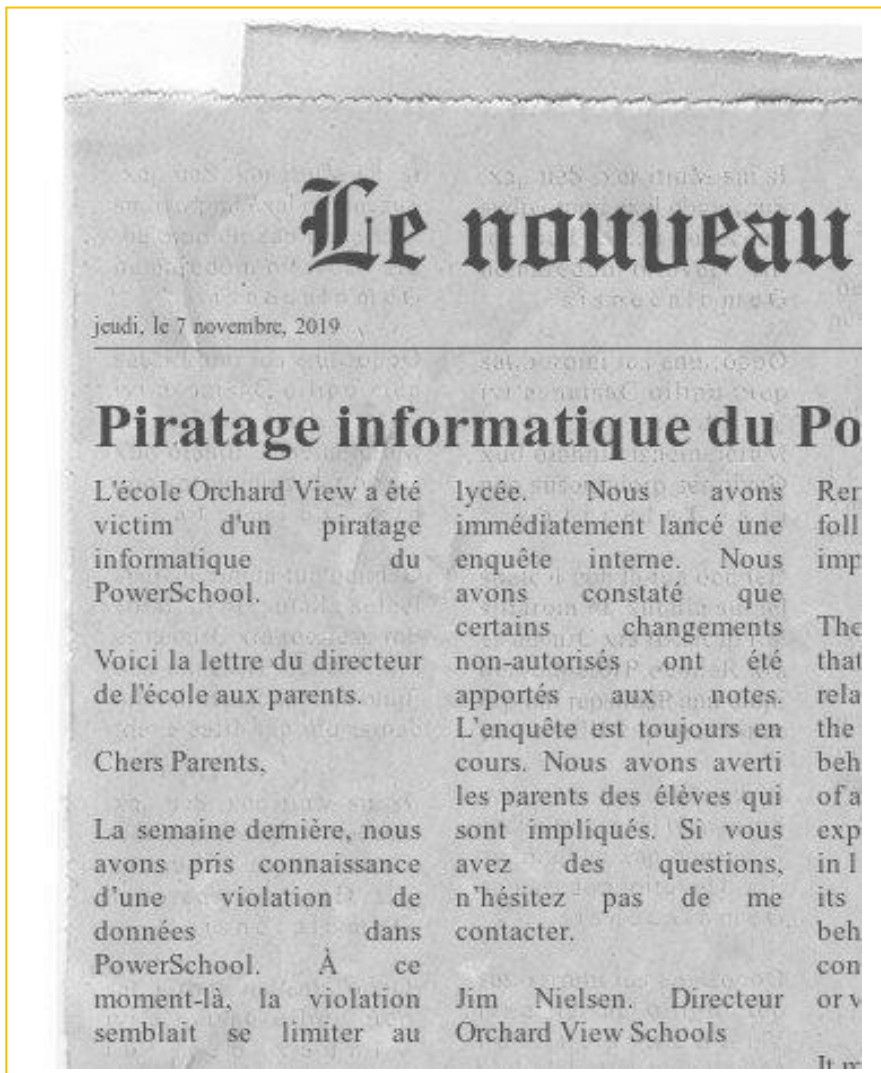 Le nouveau
jeudi, le 7 novembre, 2019
Piratage informatique du Po
L'école Orchard View a été
victim d'un piratage
informatique du
PowerSchool.
Voici la lettre du directeur
de l'école aux parents.
Chers Parents,
La semaine dernière, nous
avons pris connaissance
d’une violation de
données dans
PowerSchool. À ce
moment-là, la violation
semblait se limiter au
lycée. Nous avons
immédiatement lancé une
enquête interne. Nous
avons constaté que
certains changements
non-autorisés ont été
apportés aux notes.
L’enquête est toujours en
cours. Nous avons averti
les parents des élèves qui
sont impliqués. Si vous
avez des questions,
n’hésitez pas de me
contacter.
Jim Nielsen. Directeur
Orchard View Schools
Rer
foll
imp
The
that
rela
the
beh
of a
exp
in I
its
beh
con
or v
It m